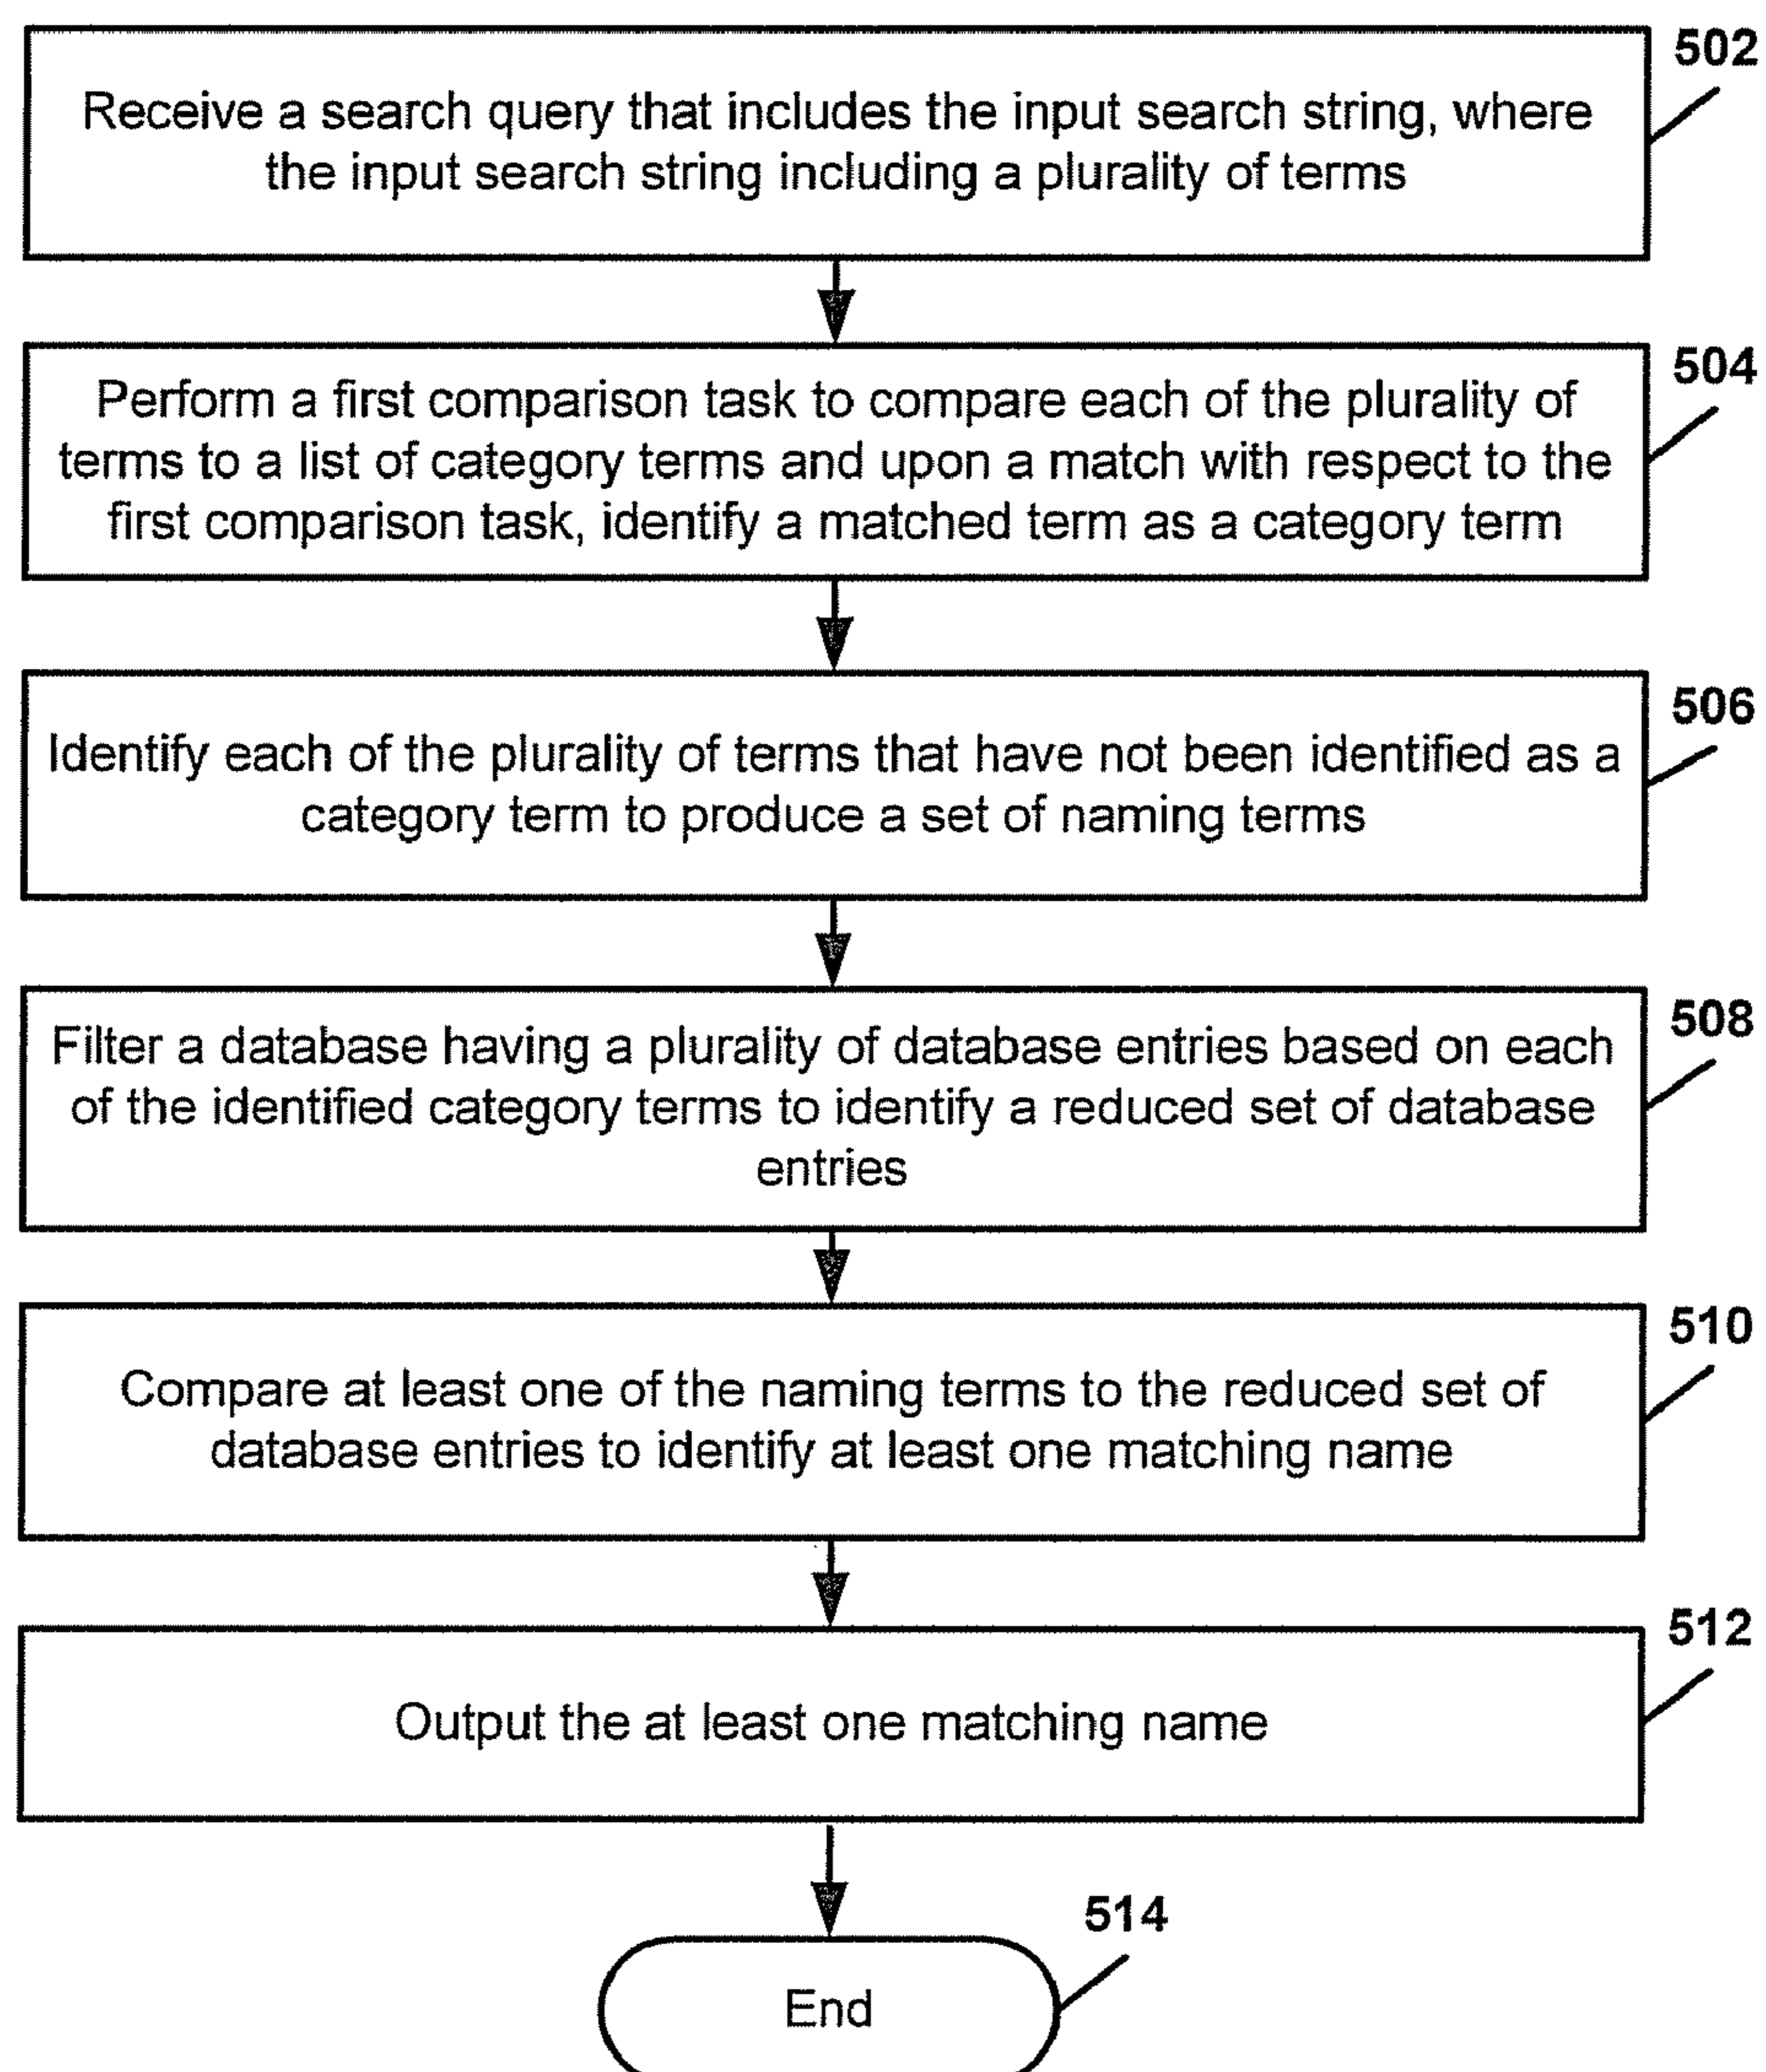 502
Receive a search query that includes the input search string, where
the input search string including a plurality of terms
504
Perform a first comparison task to compare each of the plurality of
terms to a list of category terms and upon a match with respect to the
first comparison task, identify a matched term as a category term
506
Identify each of the plurality of terms that have not been identified as a
category term to produce a set of naming terms
508
Filter a database having a plurality of database entries based on each
of the identified category terms to identify a reduced set of database
entries
510
Compare at least one of the naming terms to the reduced set of
database entries to identify at least one matching name
512
Output the at least one matching name
514
End